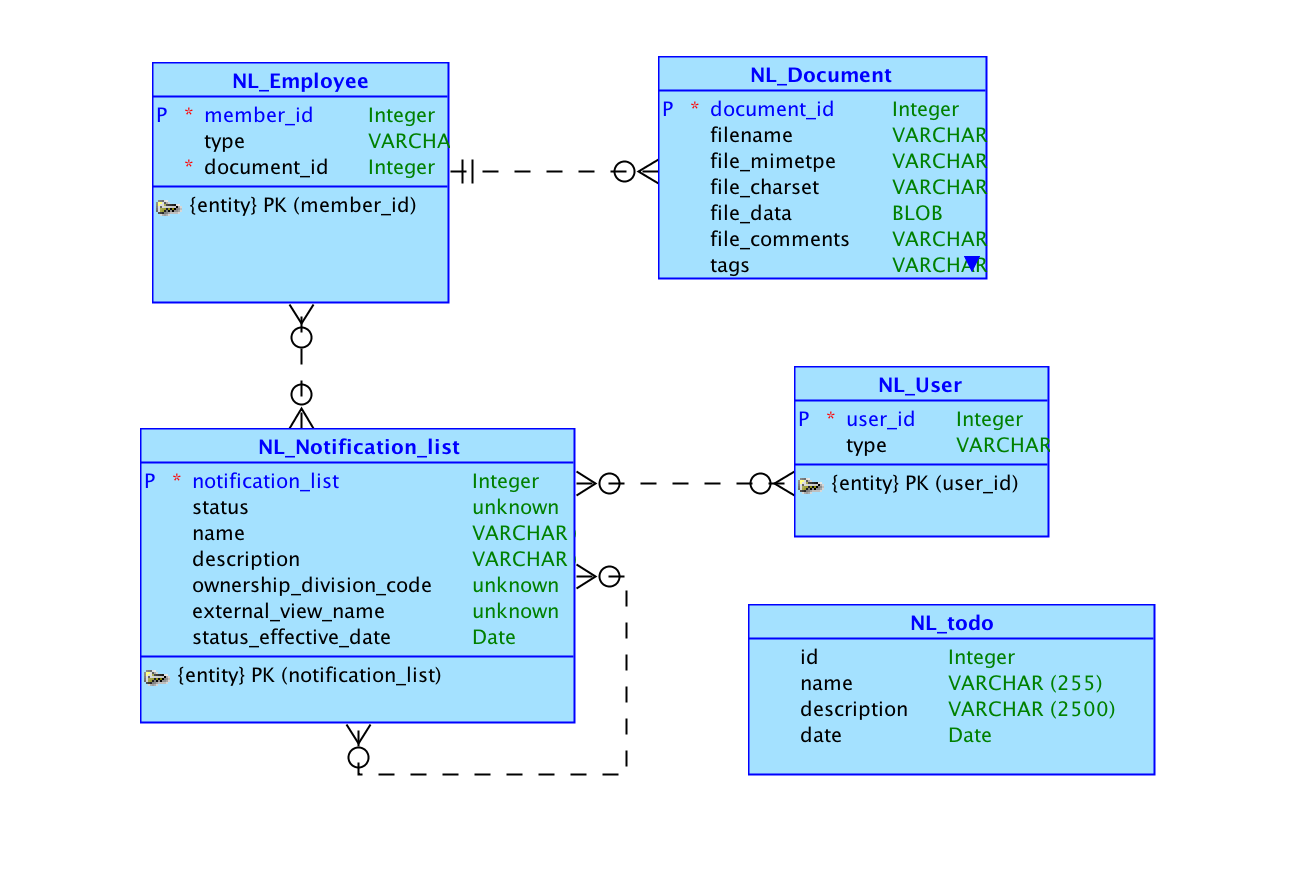 NL_Employee
P * member_id Integer
type VARCHA
* document_id Integer
{entity} PK (member_id)
NL_Document
P * document_id Integer
filename VARCHAR
file_mimetpe VARCHAR
file_charset VARCHAR
file_data BLOB
file_comments VARCHAR
tags VARCHAR
NL_User
P * user_id Integer
type VARCHAR
{entity} PK (user_id)
NL_Notification_list
P * notification_list Integer
status unknown
name VARCHAR
description VARCHAR
ownership_division_code unknown
external_view_name unknown
status_effective_date Date
{entity} PK (notification_list)
NL_todo
id Integer
name VARCHAR (255)
description VARCHAR (2500)
date Date